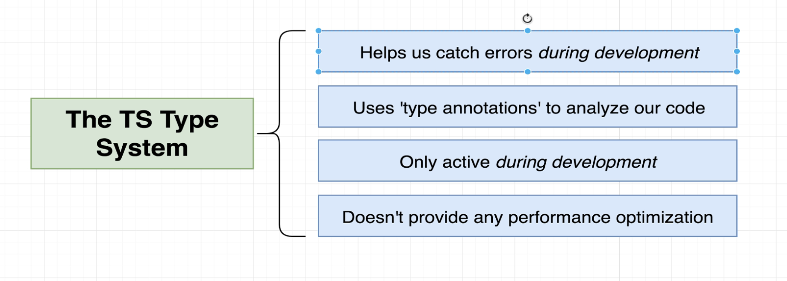 The TS Type
System
Helps us catch errors during development
Uses 'type annotations' to analyze our code
Only active during development
Doesn't provide any performance optimization